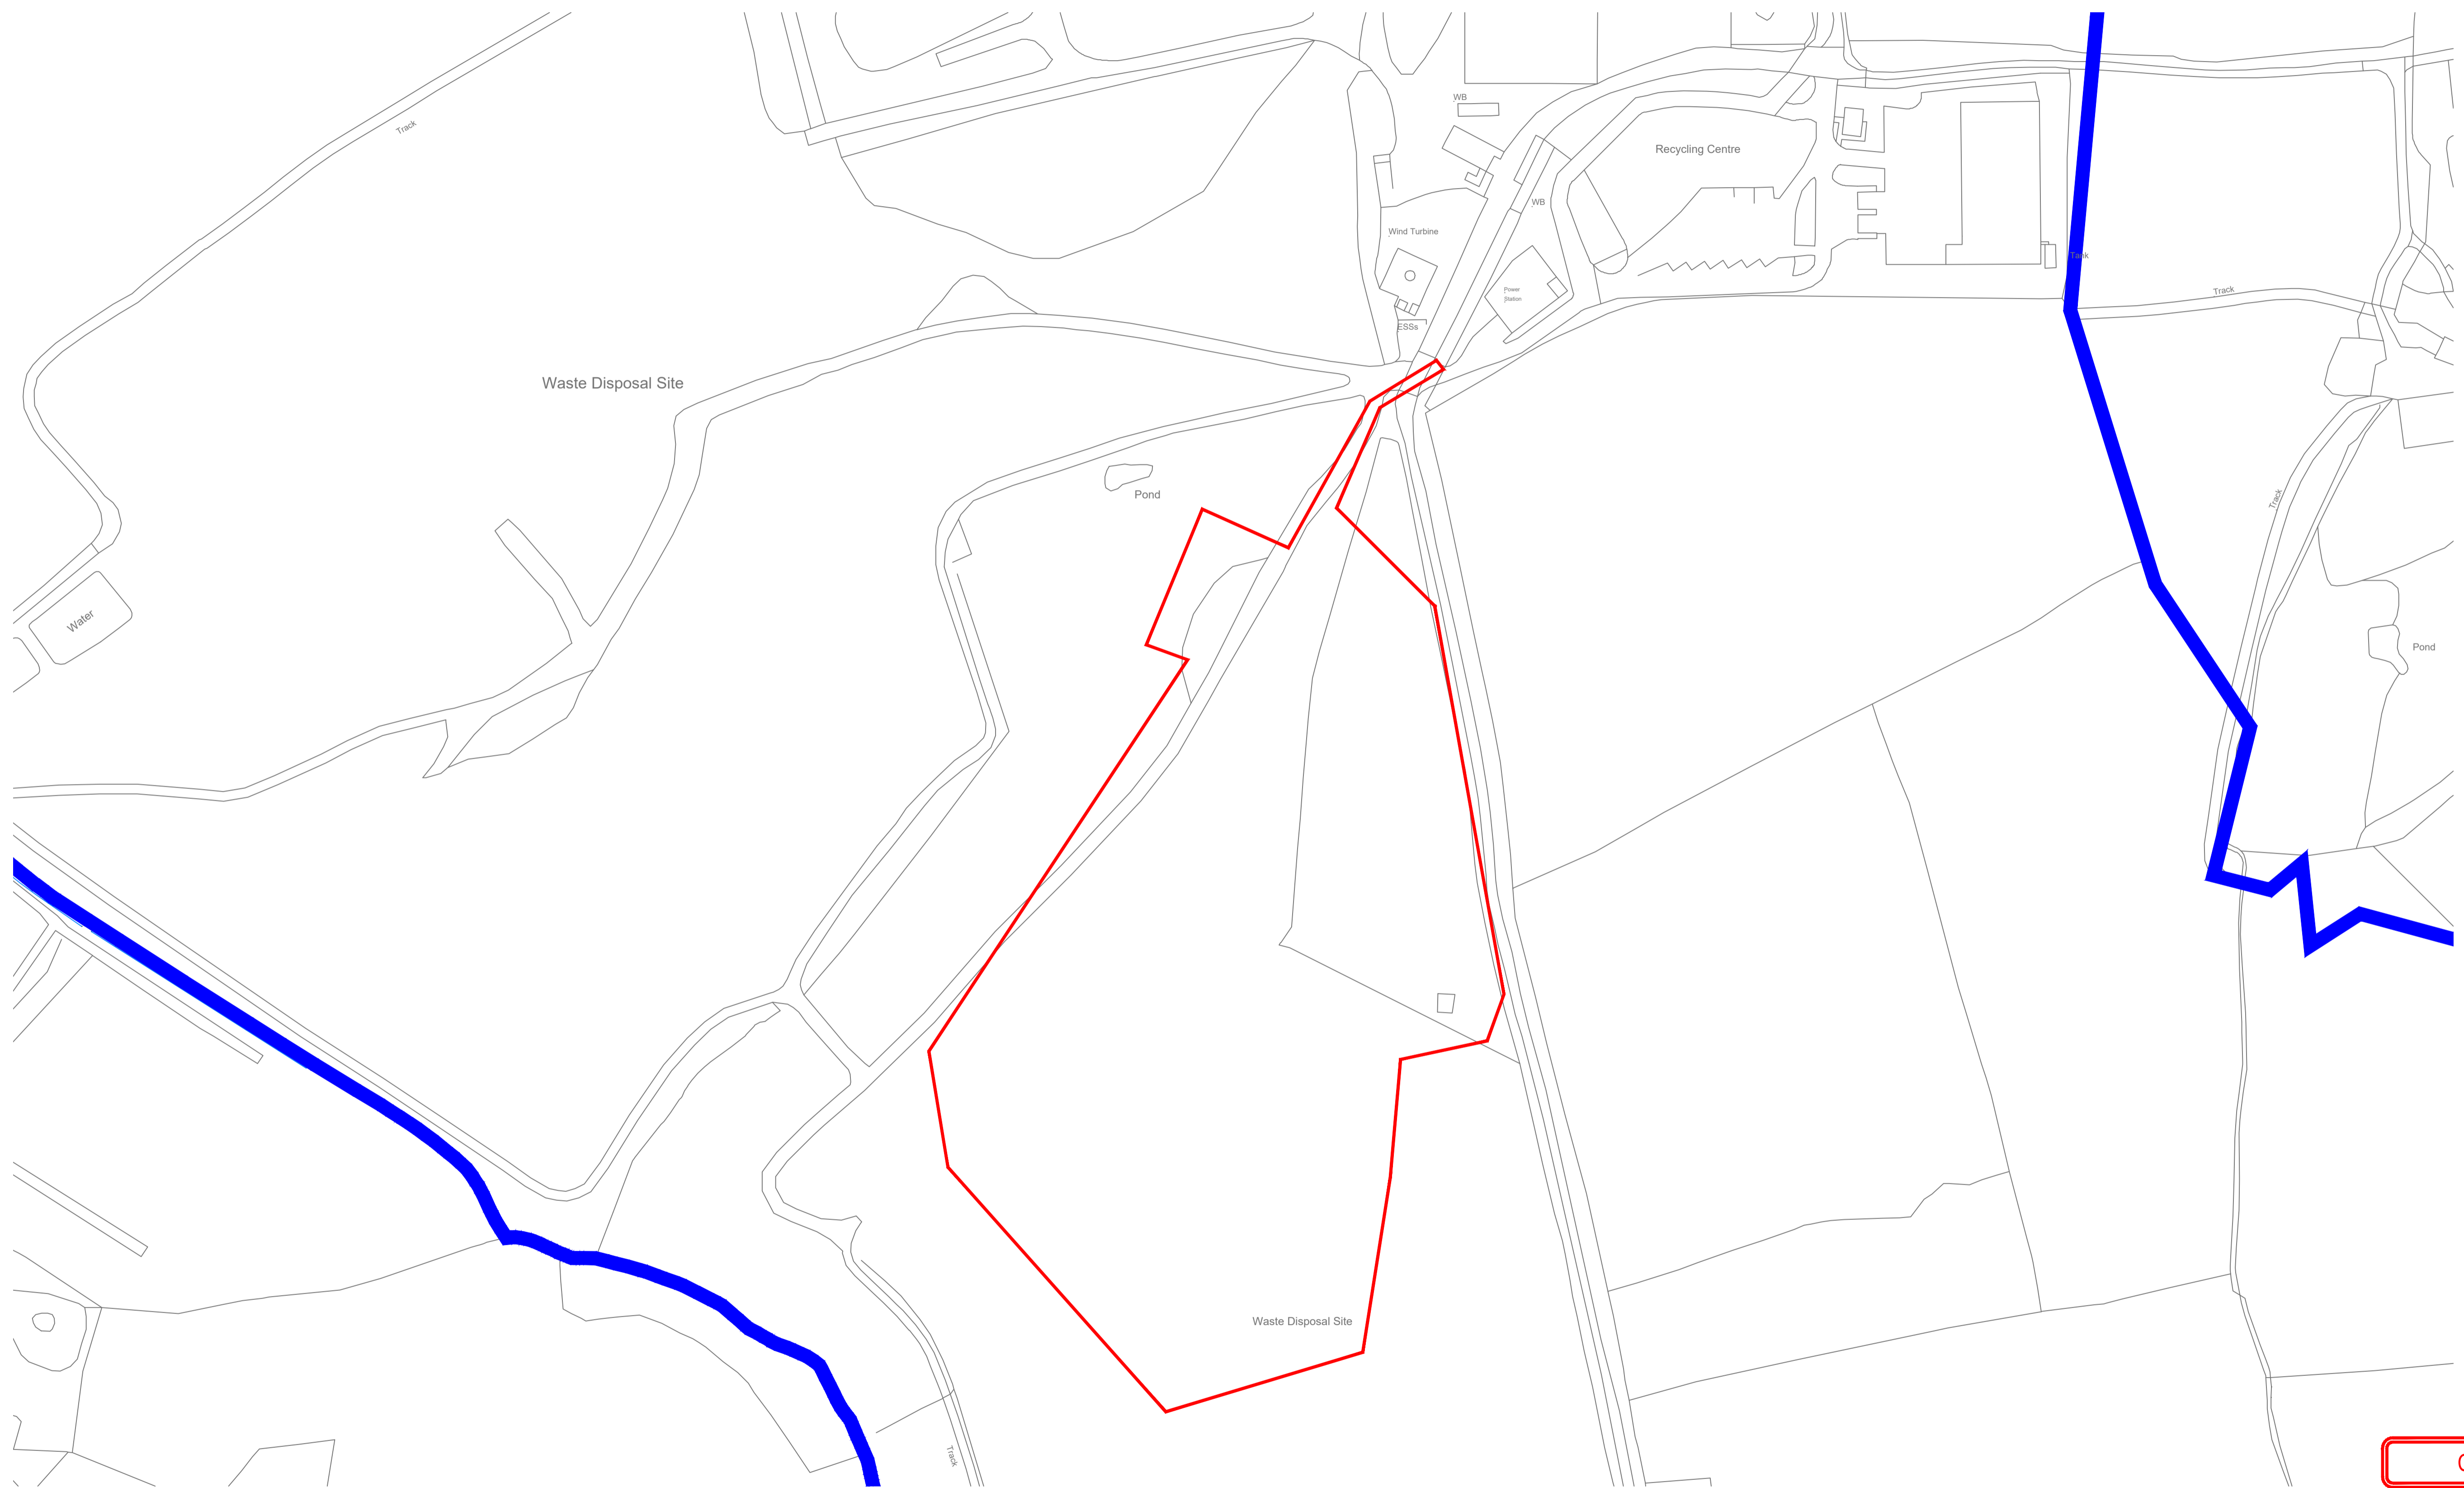 Track
WB
Recycling Centre
WB
Wind Turbine
Tank
Power
Station
Track
ESSs
Waste Disposal Site
Pond
Track
Water
Pond
Waste Disposal Site
Track